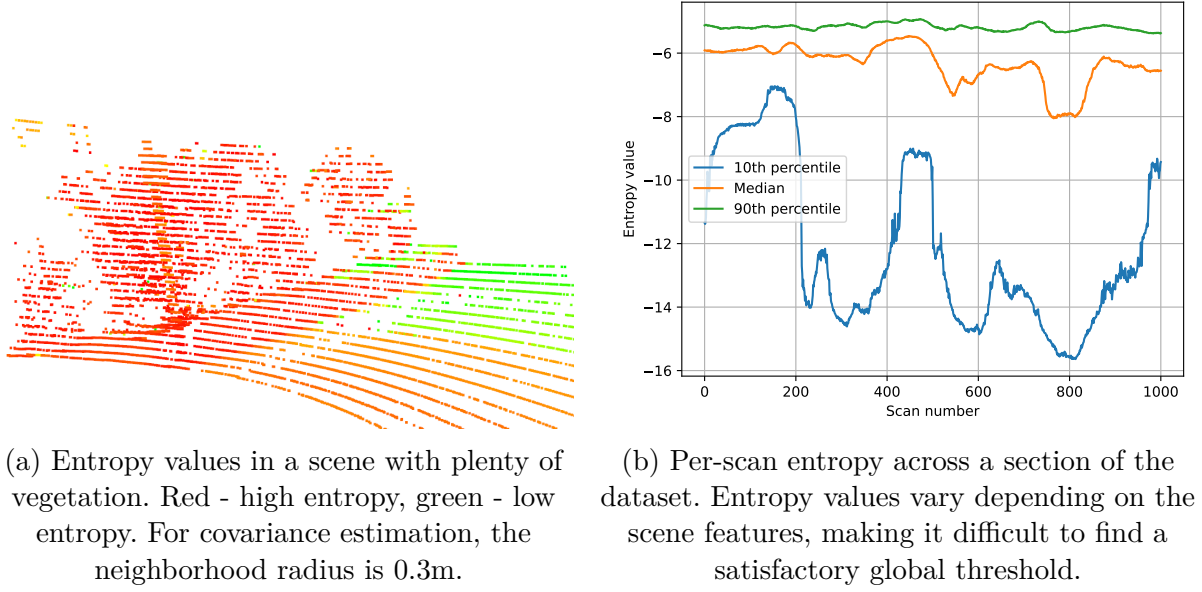 −6
−8
−10
−12
−14
−16
Entropy value
10th percentile
Median
90th percentile
0
200
400
600
800
1000
Scan number
(a) Entropy values in a scene with plenty of
vegetation. Red - high entropy, green - low
entropy. For covariance estimation, the
neighborhood radius is 0.3m.
(b) Per-scan entropy across a section of the
dataset. Entropy values vary depending on the
scene features, making it difficult to find a
satisfactory global threshold.